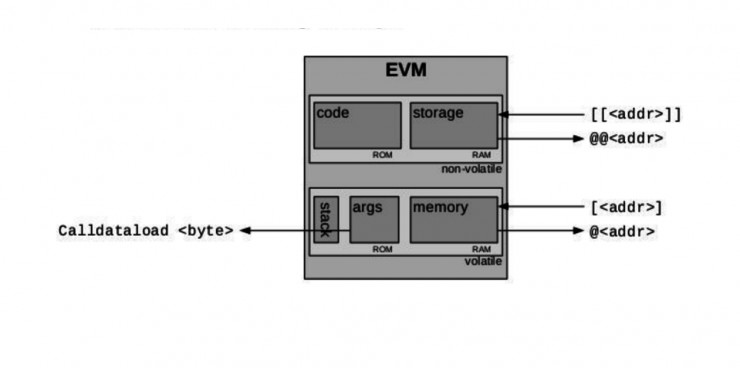 EVM
code
storage
[[<addr>]]
@@<addr>
ROM
RAM
non-volatile
stack
args
memory
[<addr>]
Calldataload <byte>
@<addr>
ROM
RAM
volatile